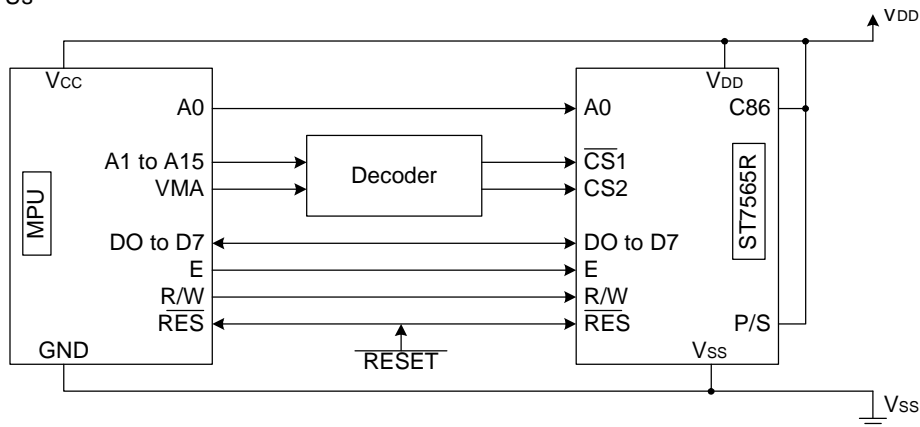 VDD
VCC
VDD
A0
A0
C86
A1 to A15
CS1
Decoder
VMA
CS2
MPU
ST7565R
DO to D7
DO to D7
E
E
R/W
R/W
RES
RES
P/S
RESET
GND
VSS
VSS